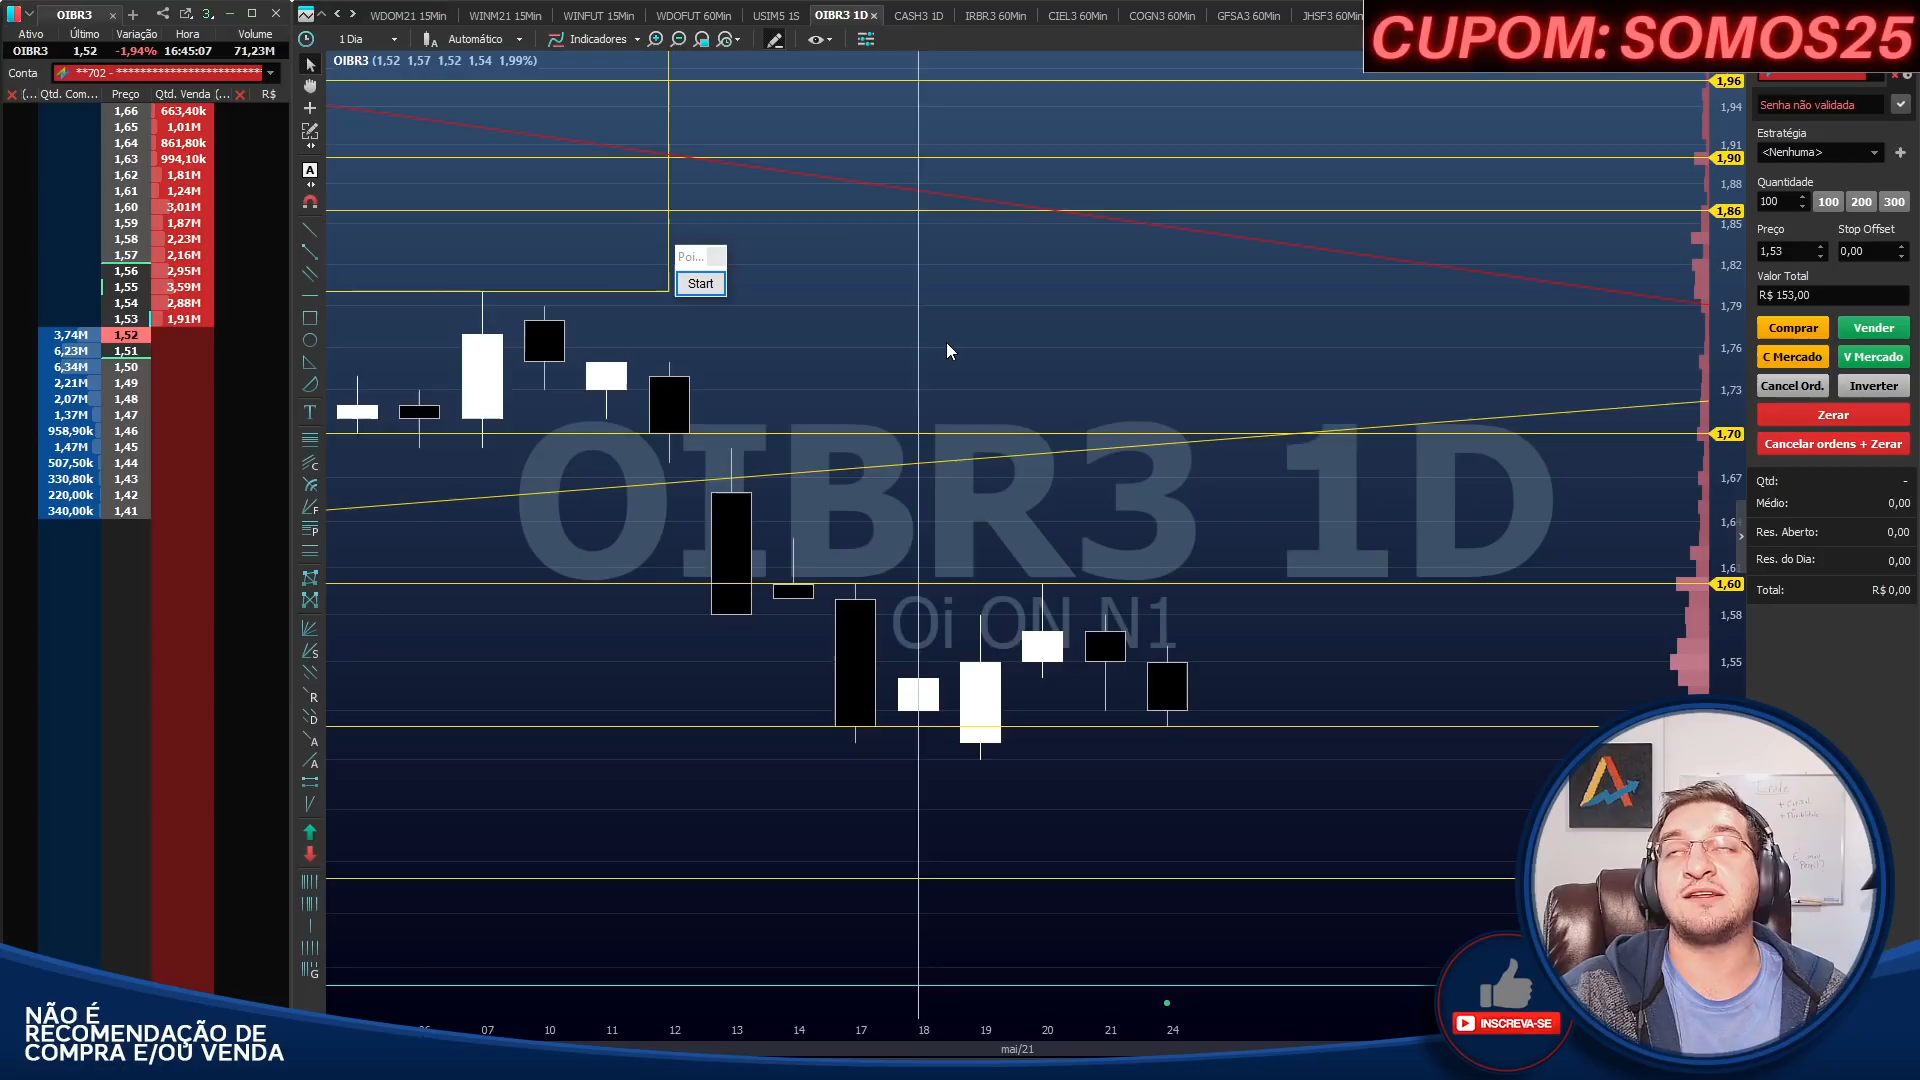 OIBR3
3
WDOM21 15Min
WINM21 15Min
WINFUT 15Min
WDOFUT 60Min
USIM5 1S
OIBR3 1D
CASH3 1D
IRBR3 60Min
CIEL3 60Min
COGN3 60Min
GFSA3 60Min
JHSF3 60Min
CUPOM: SOMOS25
Ativo Último Variação Hora Volume
OIBR3 1,52 -1,94% 16:45:07 71,23M
1 Dia
Automático
Indicadores
Conta
**702 -
OIBR3 (1,52 1,57 1,52 1,54 1,99%)
(... Qtd. Com... Preço Qtd. Venda (... R$
1,66 663,40k
1,65 1,01M
1,64 861,80k
1,63 994,10k
1,62 1,81M
1,61 1,24M
1,60 3,01M
1,59 1,87M
1,58 2,23M
1,57 2,16M
1,56 2,95M
1,55 3,59M
1,54 2,88M
1,53 1,91M
3,74M 1,52
6,23M 1,51
6,34M 1,50
2,21M 1,49
2,07M 1,48
1,37M 1,47
958,90k 1,46
1,47M 1,45
507,50k 1,44
330,80k 1,43
220,00k 1,42
340,00k 1,41
Poi...
Start
OIBR3 1D
Oi ON N1
1,96
1,94
1,91
1,90
1,88
1,86
1,85
1,82
1,79
1,76
1,73
1,70
1,67
1,60
1,58
1,55
Senha não validada
Estratégia
<Nenhuma>
Quantidade
100 100 200 300
Preço Stop Offset
1,53 0,00
Valor Total
R$ 153,00
Comprar Vender
C Mercado V Mercado
Cancel Ord. Inverter
Zerar
Cancelar ordens + Zerar
Qtd: -
Médio: 0,00
Res. Aberto: 0,00
Res. do Dia: 0,00
Total: R$ 0,00
07 10 11 12 13 14 17 18 19 20 21 24
mai/21
NÃO É
RECOMENDAÇÃO DE
COMPRA E/OU VENDA
INSCREVA-SE